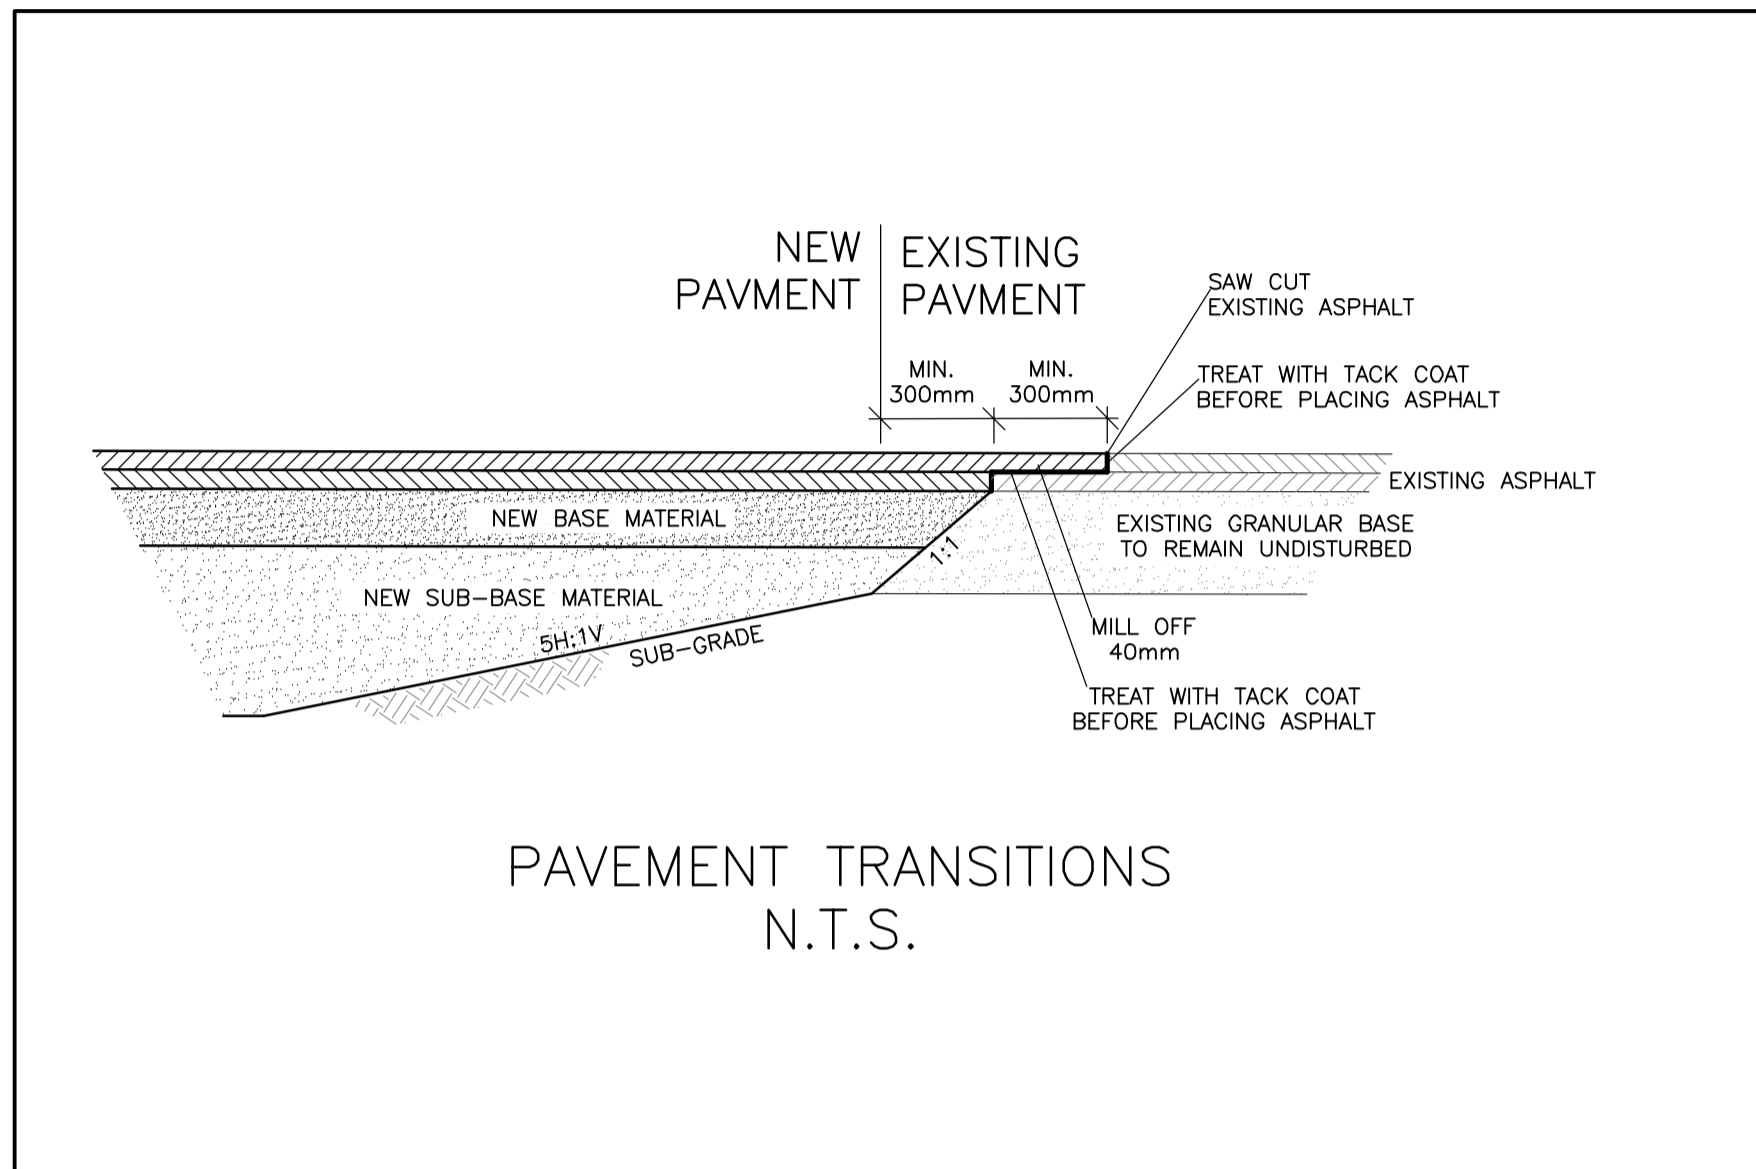 NEW
PAVMENT
EXISTING
PAVMENT
SAW CUT
EXISTING ASPHALT
MIN.
300mm
MIN.
300mm
TREAT WITH TACK COAT
BEFORE PLACING ASPHALT
EXISTING ASPHALT
NEW BASE MATERIAL
EXISTING GRANULAR BASE
TO REMAIN UNDISTURBED
1:1
NEW SUB-BASE MATERIAL
5H:1V
SUB-GRADE
MILL OFF
40mm
TREAT WITH TACK COAT
BEFORE PLACING ASPHALT
PAVEMENT TRANSITIONS
N.T.S.